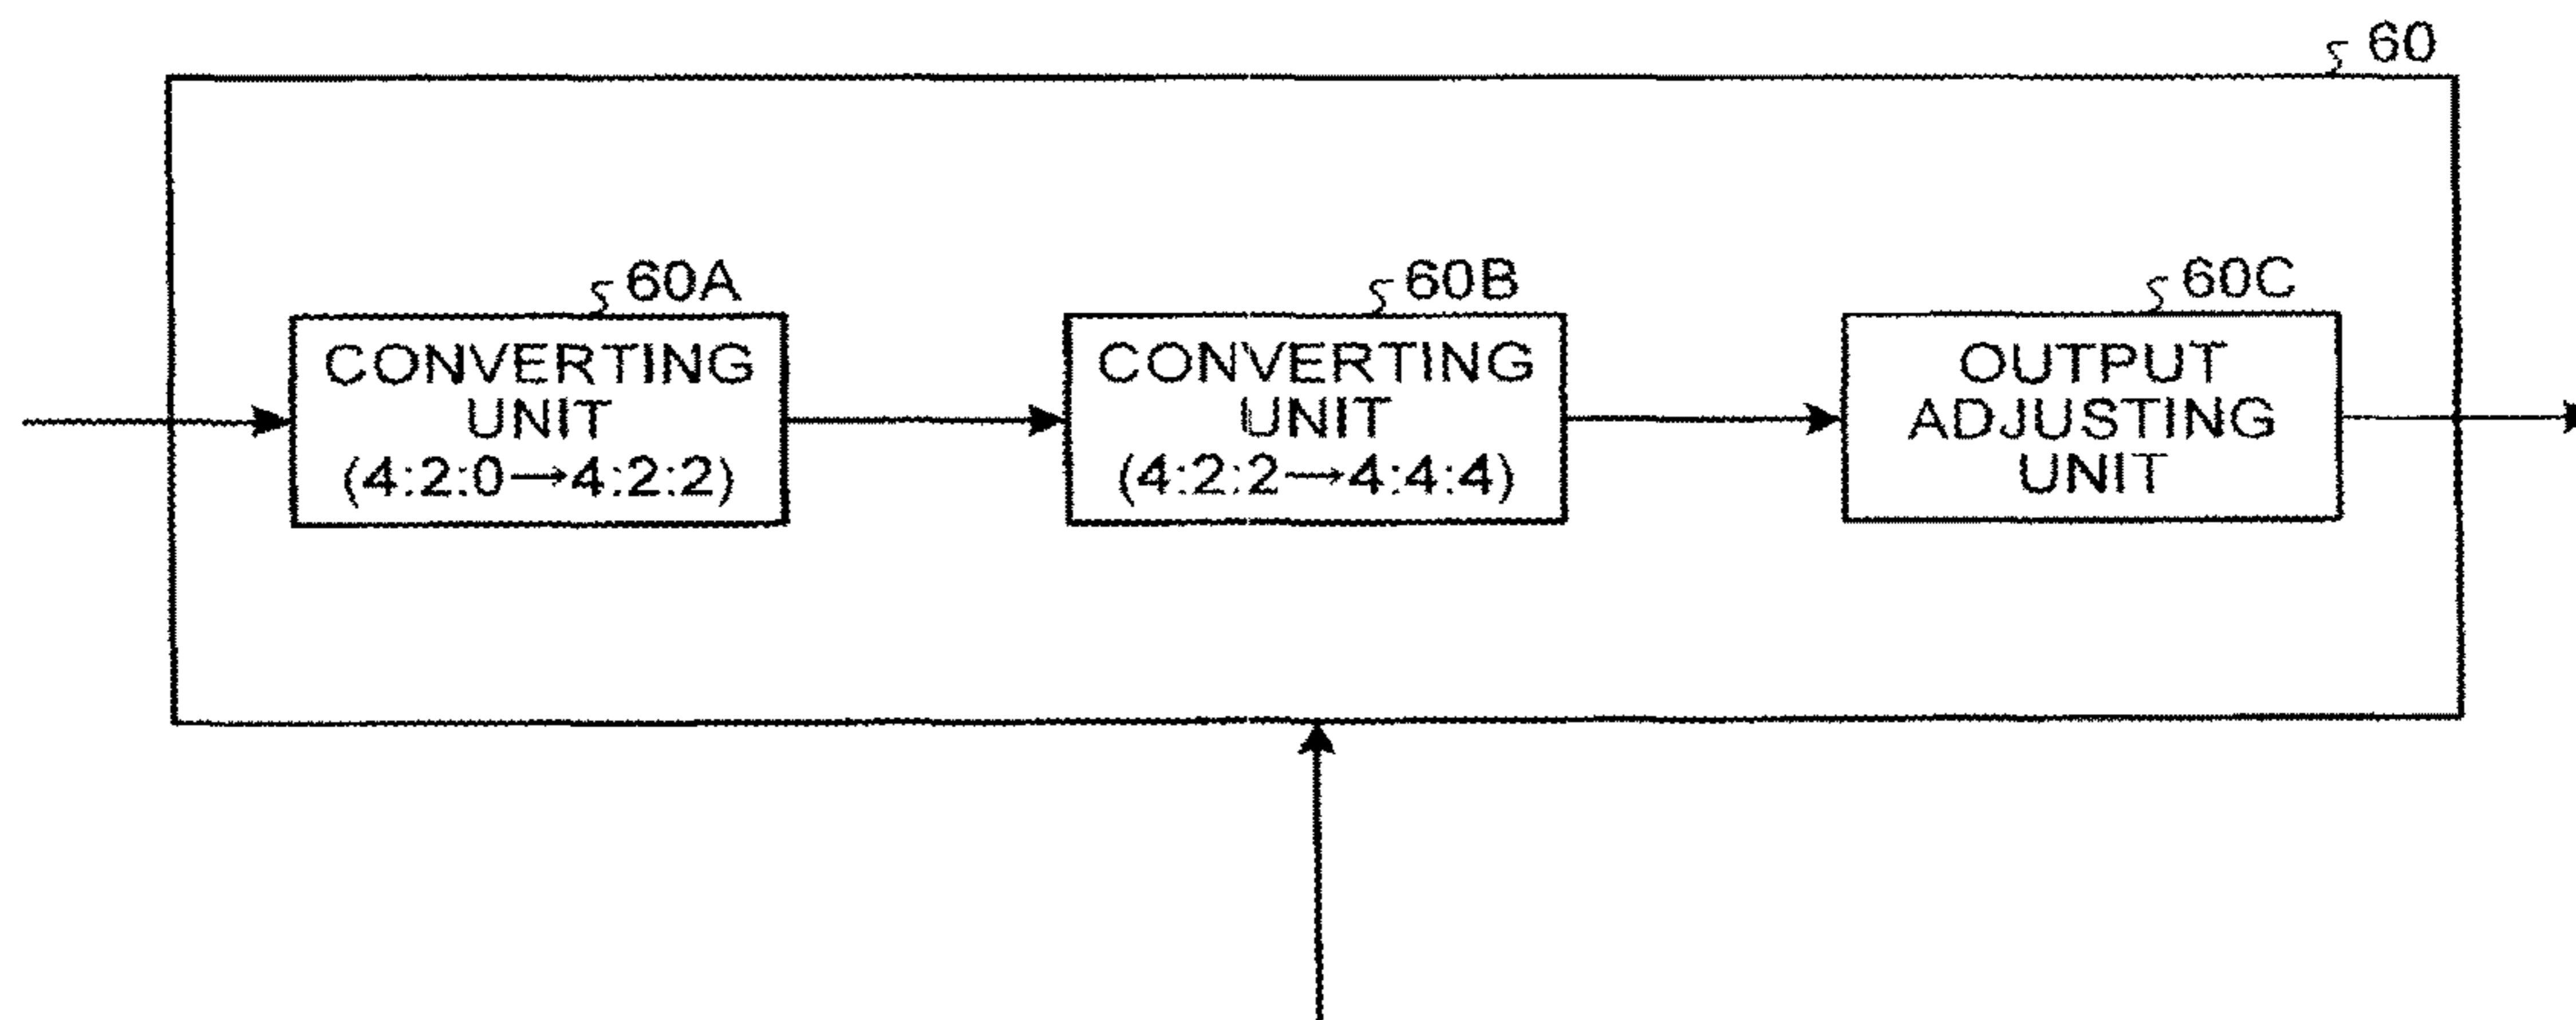 60
60A
CONVERTING
UNIT
(4:2:0→4:2:2)
60B
CONVERTING
UNIT
(4:2:2→4:4:4)
60C
OUTPUT
ADJUSTING
UNIT